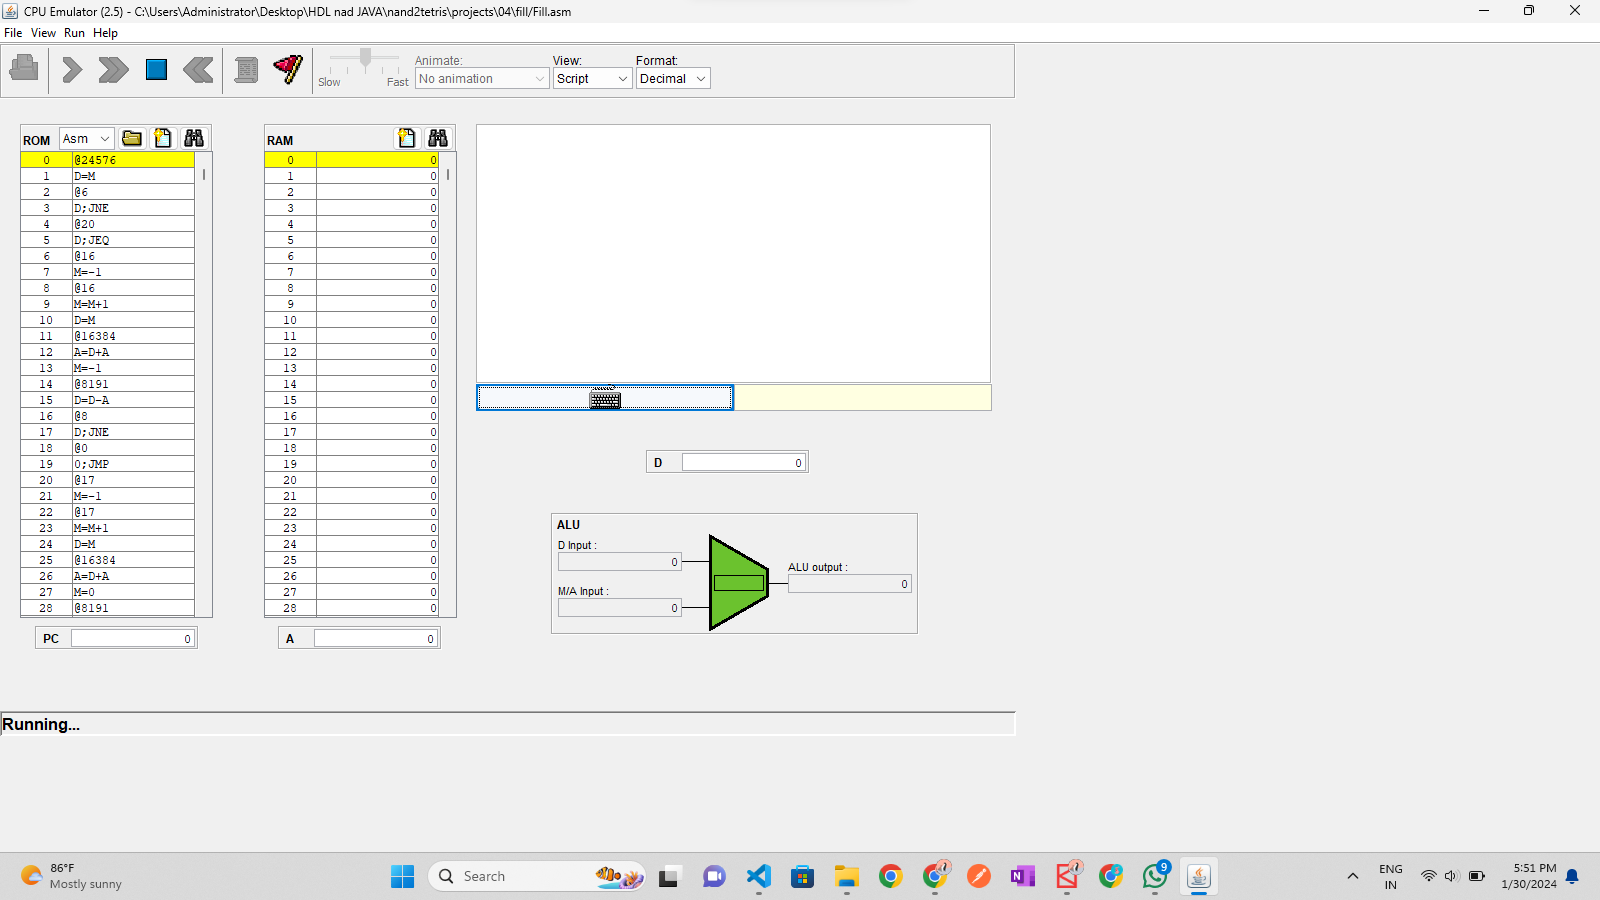 CPU Emulator (2.5) - C:\Users\Administrator\Desktop\HDL nad JAVA\nand2tetris\projects\04\fill/Fill.asm
File View Run Help
Slow Fast
Animate:
No animation
View:
Script
Format:
Decimal
ROM Asm
0 @24576
1 D=M
2 @6
3 D;JNE
4 @20
5 D;JEQ
6 @16
7 M=-1
8 @16
9 M=M+1
10 D=M
11 @16384
12 A=D+A
13 M=-1
14 @8191
15 D=D-A
16 @8
17 D;JNE
18 @0
19 0;JMP
20 @17
21 M=-1
22 @17
23 M=M+1
24 D=M
25 @16384
26 A=D+A
27 M=0
28 @8191
PC 0
RAM
0 0
1 0
2 0
3 0
4 0
5 0
6 0
7 0
8 0
9 0
10 0
11 0
12 0
13 0
14 0
15 0
16 0
17 0
18 0
19 0
20 0
21 0
22 0
23 0
24 0
25 0
26 0
27 0
28 0
A 0
D 0
ALU
D Input :
0
M/A Input :
0
ALU output :
0
Running...
86°F
Mostly sunny
Search
N
9
ENG
IN
5:51 PM
1/30/2024